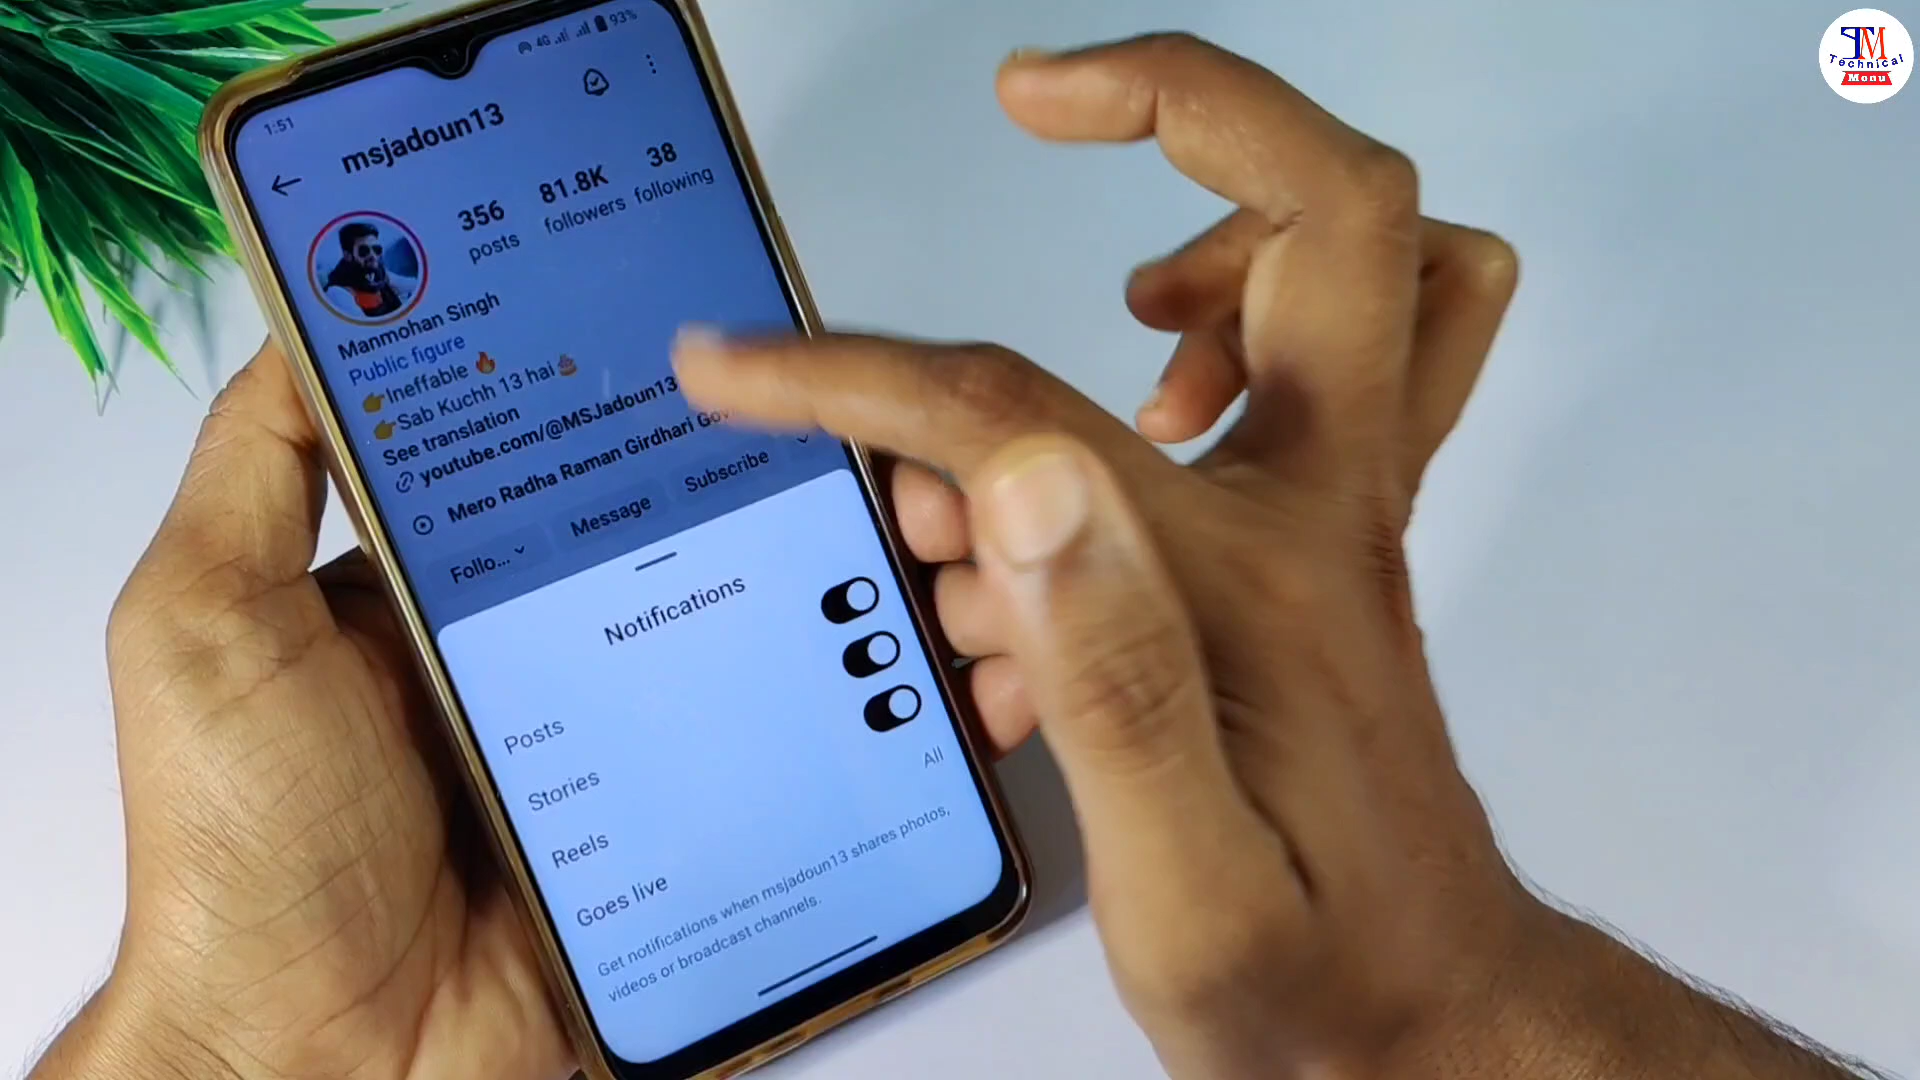 1:51
4G
93%
msjadoun13
356
posts
81.8K
followers
38
following
Manmohan Singh
Public figure
👉Ineffable 🔥
👉Sab Kuchh 13 hai🎂
See translation
youtube.com/@MSJadoun13
Mero Radha Raman Girdhari
Follo...
Message
Subscribe
Notifications
Posts
Stories
Reels
Goes live
All
Get notifications when msjadoun13 shares photos,
videos or broadcast channels.
TM
Technical
Monu